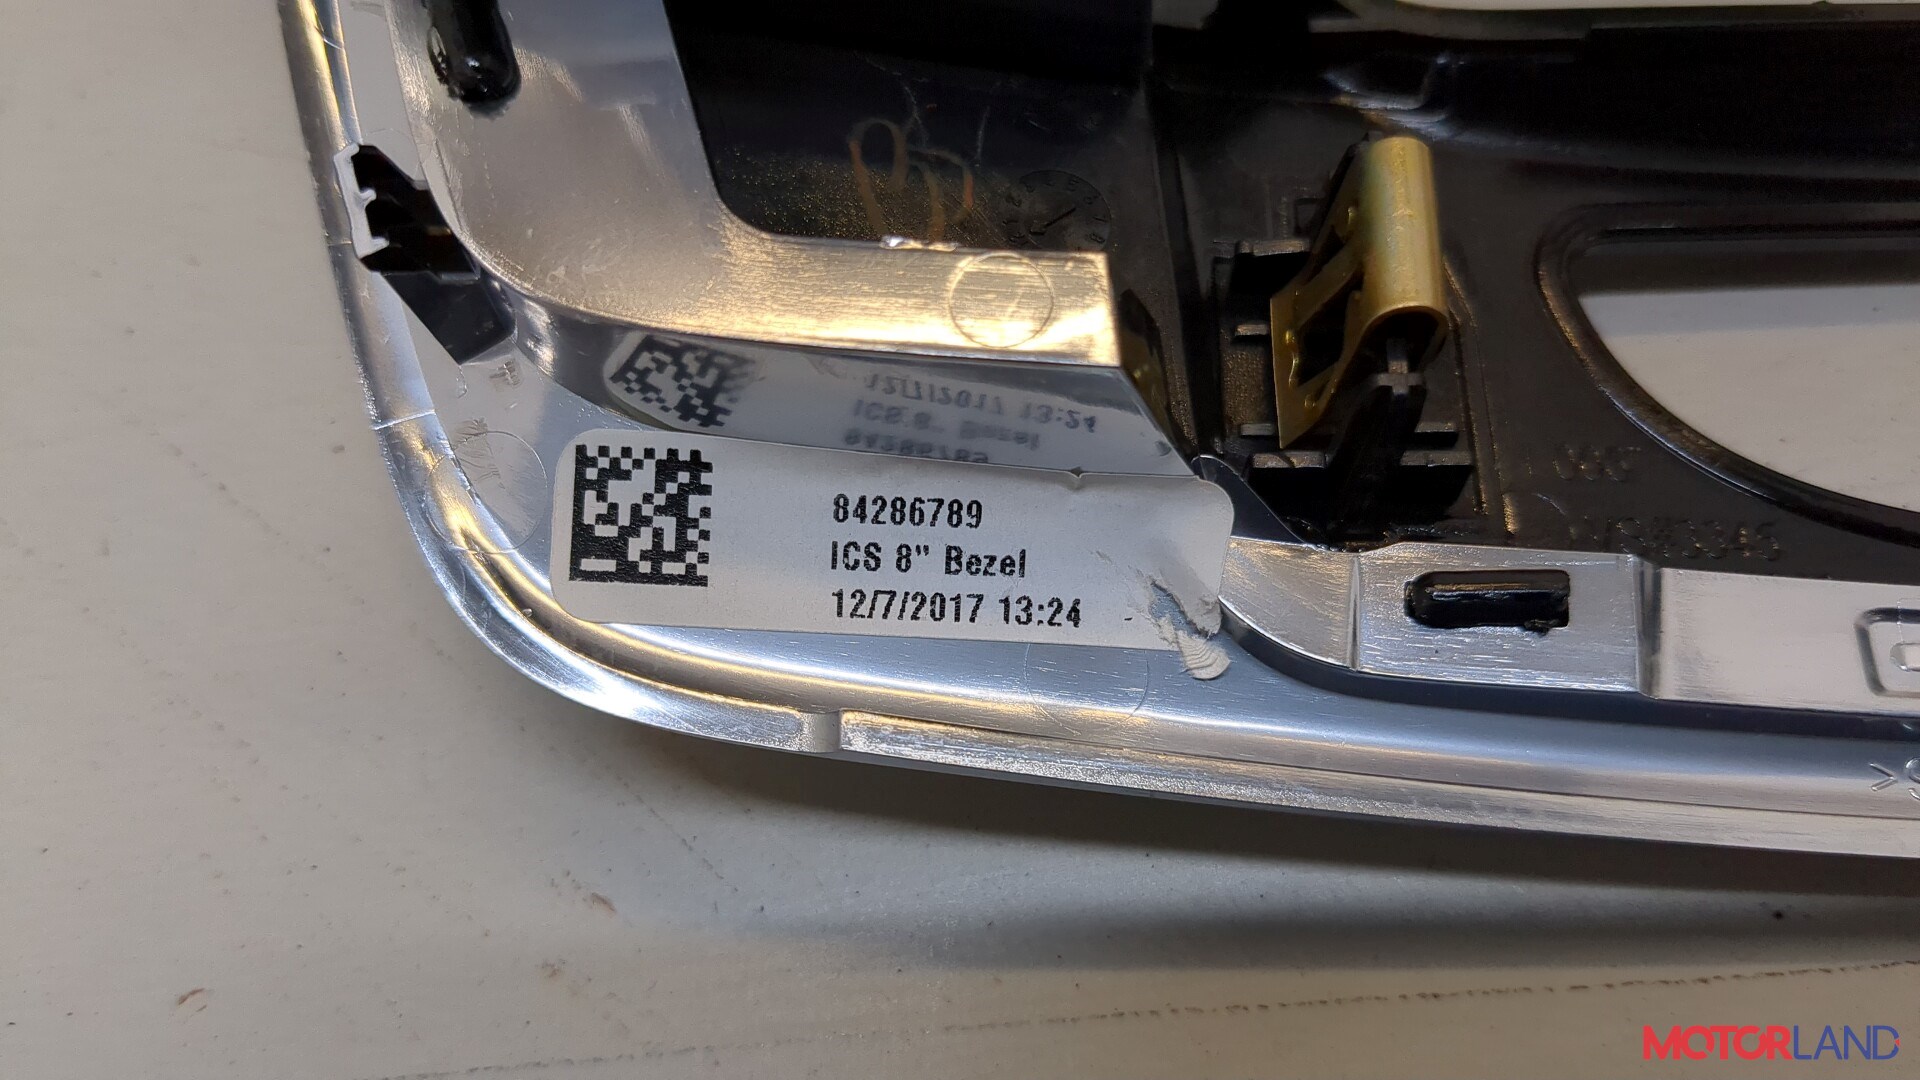 84286789
ICS 8" Bezel
12/7/2017 13:24
MOTORLAND